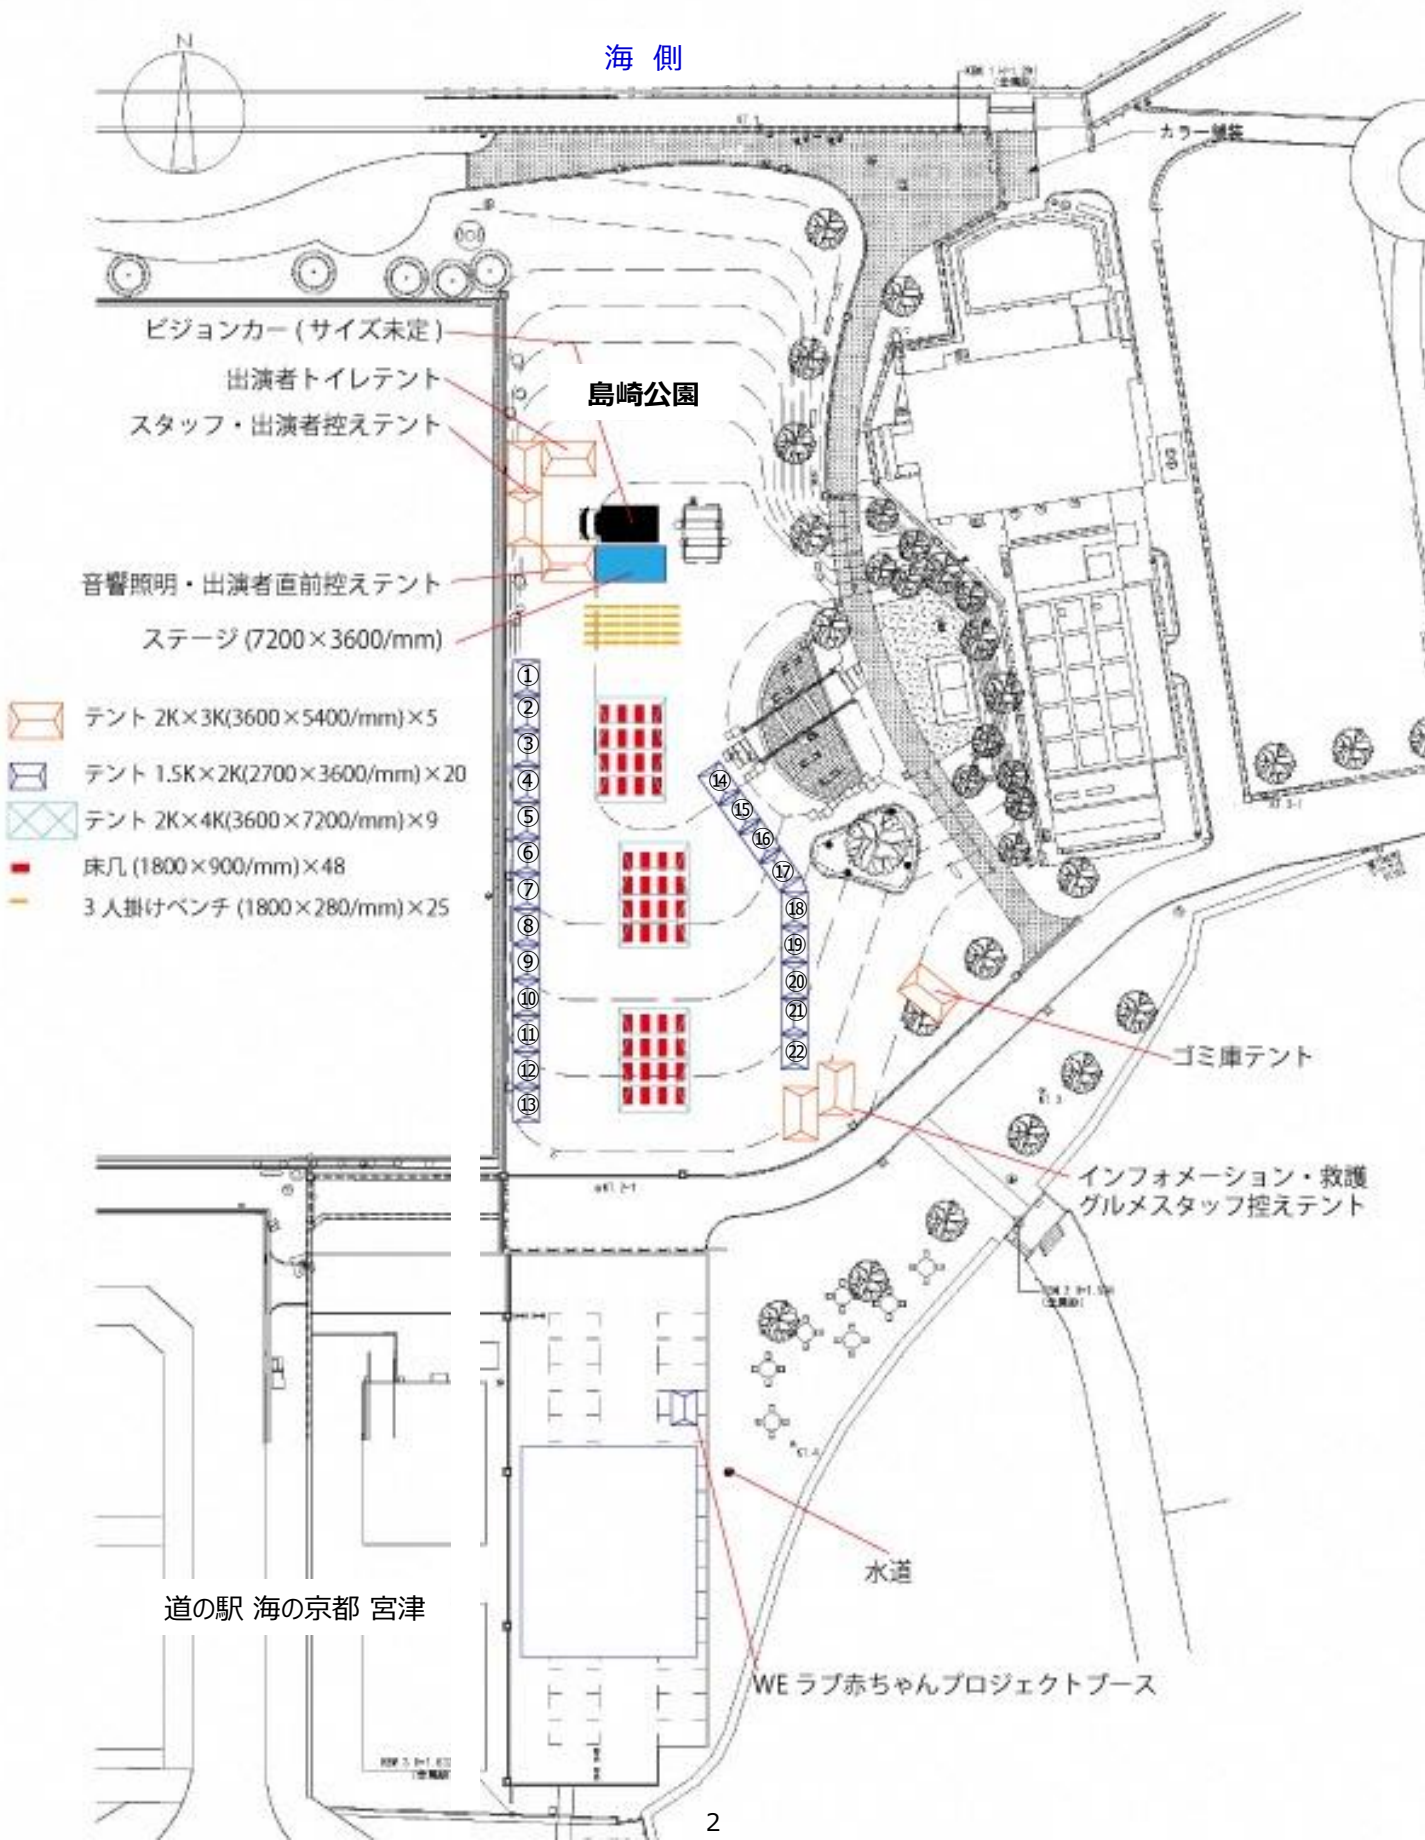 N
海 側
カラー舗装
ビジョンカー ( サイズ未定 )
出演者トイレテント
島崎公園
スタッフ・出演者控えテント
音響照明・出演者直前控えテント
ステージ (7200×3600/mm)
テント 2K×3K(3600×5400/mm)×5
テント 1.5K×2K(2700×3600/mm)×20
テント 2K×4K(3600×7200/mm)×9
床几 (1800×900/mm)×48
3 人掛けベンチ (1800×280/mm)×25
①
②
③
④
⑤
⑥
⑦
⑧
⑨
⑩
⑪
⑫
⑬
⑭
⑮
⑯
⑰
⑱
⑲
⑳
㉑
㉒
ゴミ庫テント
インフォメーション・救護
グルメスタッフ控えテント
水道
道の駅 海の京都 宮津
WE ラブ赤ちゃんプロジェクトブース
2